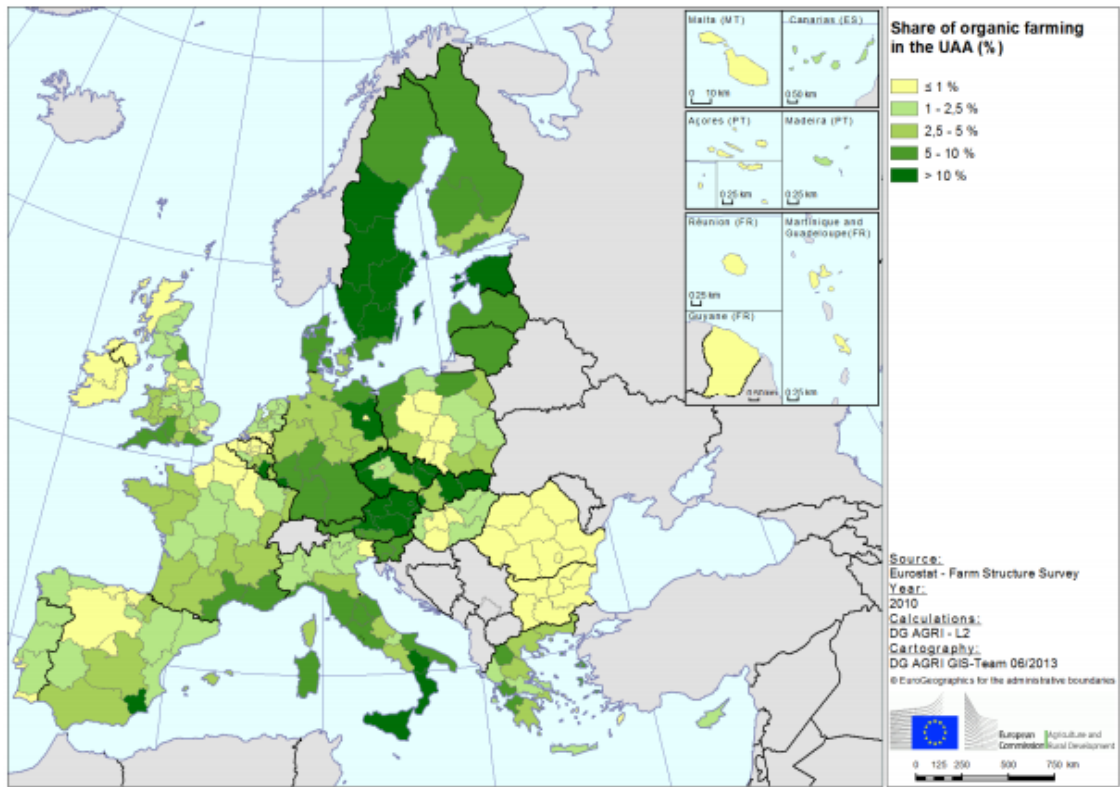 Malta (MT)
0 10 km
Canarias (ES)
0 50 km
Açores (PT)
0 25 km
Madeira (PT)
0 25 km
Réunion (FR)
0 25 km
Martinique and
Guadeloupe(FR)
0 25 km
Guyane (FR)
Share of organic farming
in the UAA (%)
≤ 1 %
1 - 2,5 %
2,5 - 5 %
5 - 10 %
> 10 %
Source:
Eurostat - Farm Structure Survey
Year:
2010
Calculations:
DG AGRI - L2
Cartography:
DG AGRI GIS-Team 06/2013
© EuroGeographics for the administrative boundaries
European
Commission
Agriculture and
Rural Development
0 125 250 500 750 km